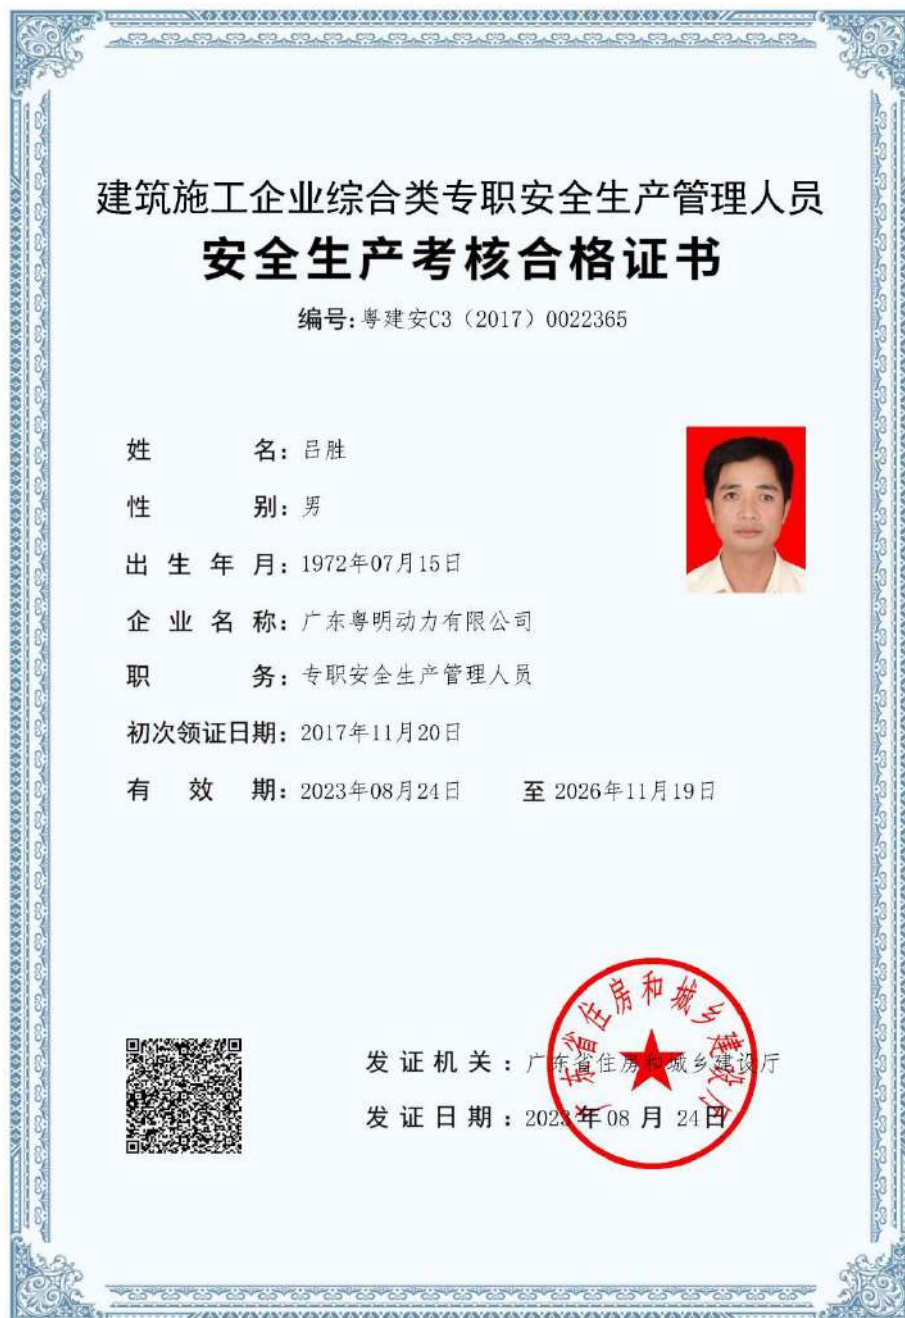 建筑施工企业综合类专职安全生产管理人员
安全生产考核合格证书
编号:粤建安C3（2017）0022365
姓名：吕胜
性别：男
出生年月：1972年07月15日
企业名称：广东粤明动力有限公司
职务：专职安全生产管理人员
初次领证日期：2017年11月20日
有效期：2023年08月24日 至 2026年11月19日
广东省住房和城乡建设厅
发证机关：广东省住房和城乡建设厅
发证日期：2023年08月24日